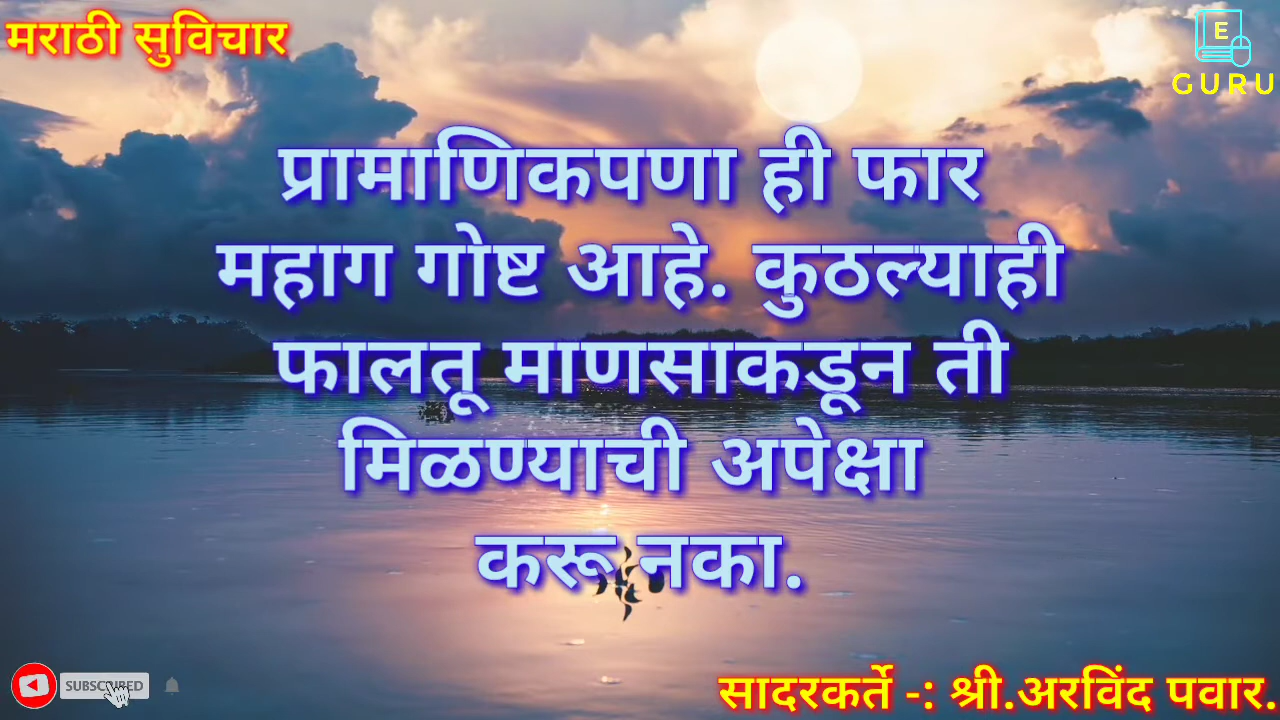 मराठी सुविचार
E
GURU
प्रामाणिकपणा ही फार
महाग गोष्ट आहे. कुठल्याही
फालतू माणसाकडून ती
मिळण्याची अपेक्षा
करू नका.
SUBSCRIBED
सादरकर्ते -: श्री.अरविंद पवार.